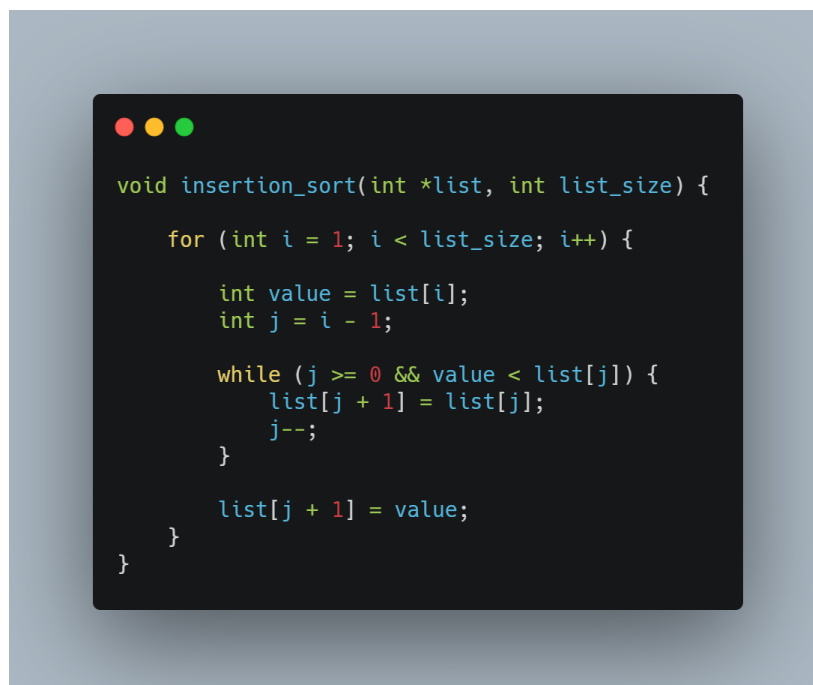 void insertion_sort(int *list, int list_size) {
    for (int i = 1; i < list_size; i++) {
        int value = list[i];
        int j = i - 1;
        while (j >= 0 && value < list[j]) {
            list[j + 1] = list[j];
            j--;
        }
        list[j + 1] = value;
    }
}